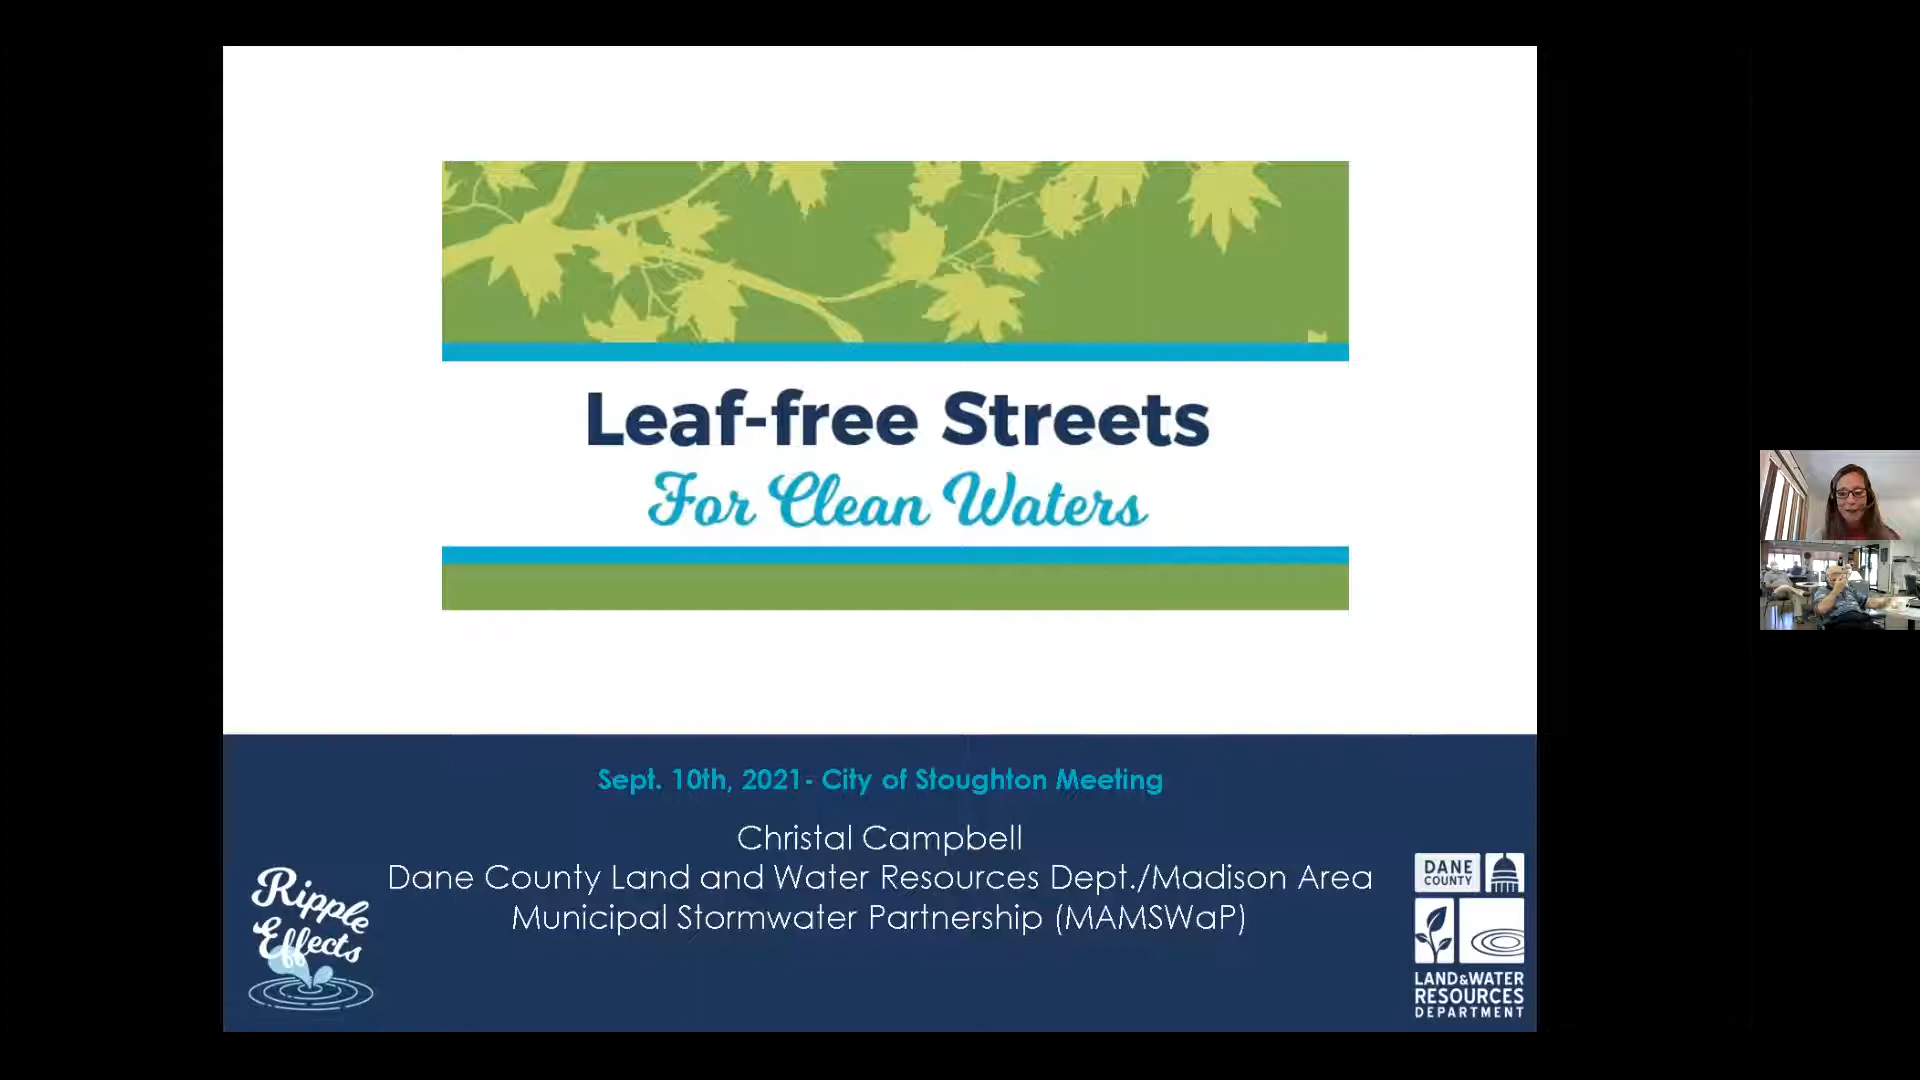 Leaf-free Streets
For Clean Waters
Sept. 10th, 2021- City of Stoughton Meeting
Christal Campbell
Dane County Land and Water Resources Dept./Madison Area
Municipal Stormwater Partnership (MAMSWaP)
Ripple
Effects
DANE
COUNTY
LAND&WATER
RESOURCES
DEPARTMENT